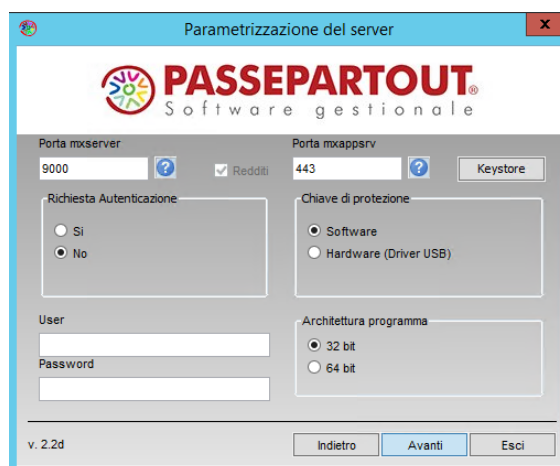 Parametrizzazione del server
x
PASSEPARTOUT®
Software gestionale
Porta mxserver
Porta mxappsrv
9000 ? Redditi 443 ? Keystore
Richiesta Autenticazione
Chiave di protezione
Si
Software
No
Hardware (Driver USB)
User
Architettura programma
32 bit
Password
64 bit
v. 2.2d
Indietro Avanti Esci